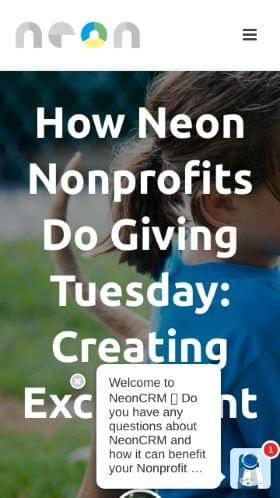 neon
How Neon
Nonprofits
Do Giving
Tuesday:
Creating
Exc nt
Welcome to
NeonCRM ▯ Do
you have any
questions about
NeonCRM and
how it can benefit
your Nonprofit ...
1